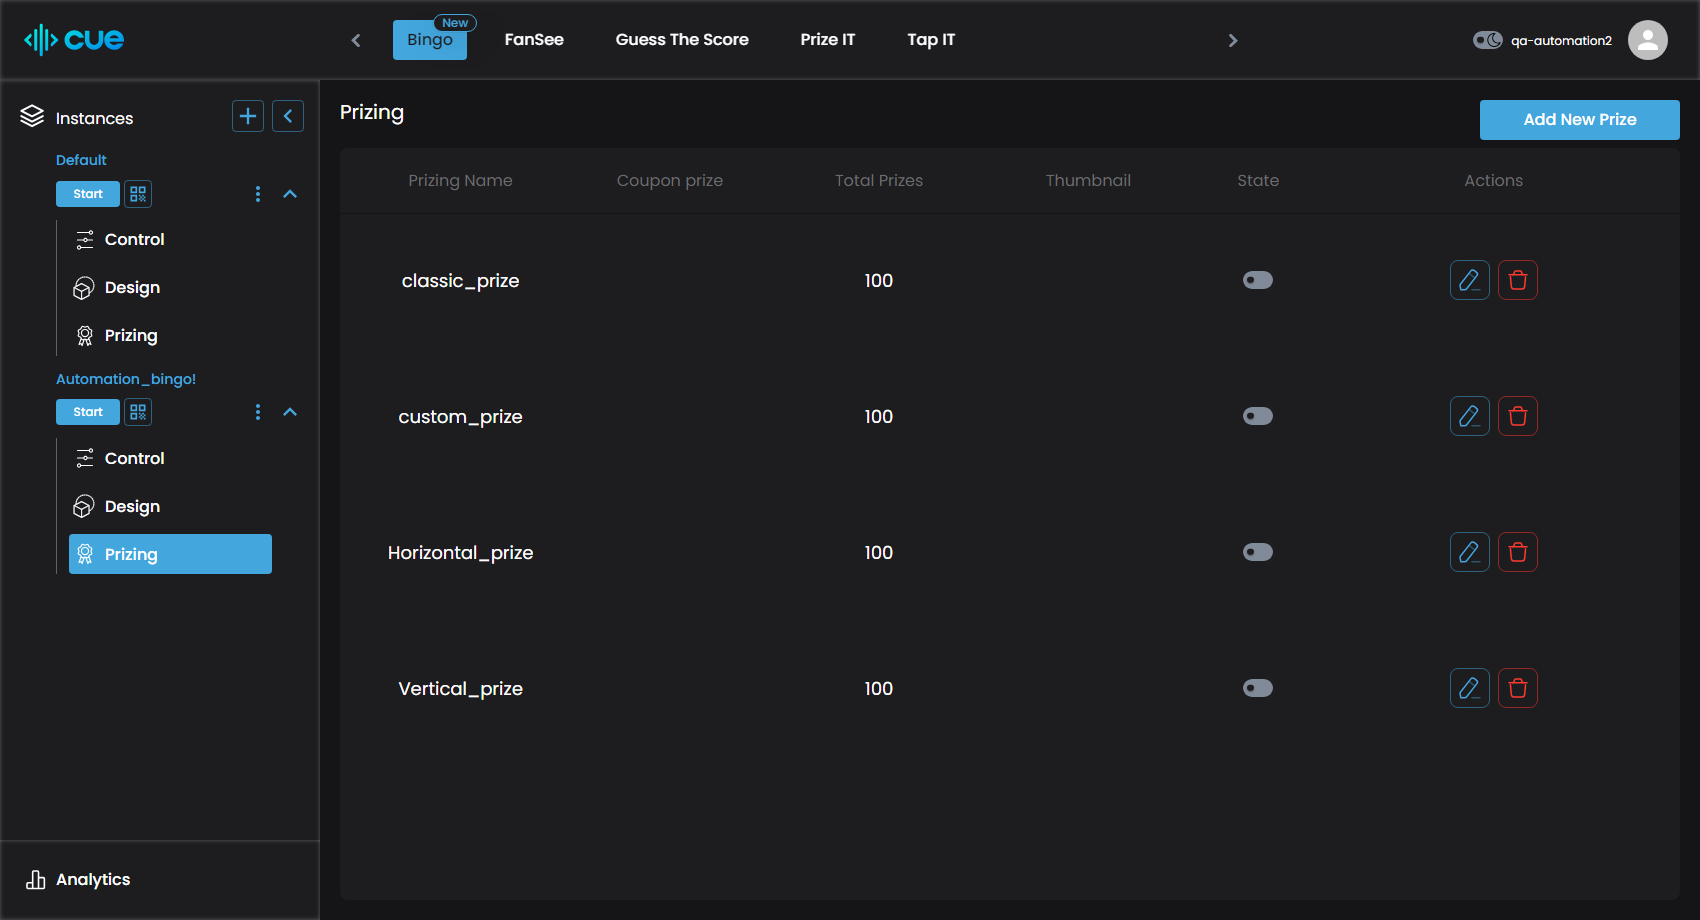 cue
New
Bingo
FanSee
Guess The Score
Prize IT
Tap IT
qa-automation2
Instances
Default
Start
Control
Design
Prizing
Automation_bingo!
Start
Control
Design
Prizing
Analytics
Prizing
Add New Prize
Prizing Name Coupon prize Total Prizes Thumbnail State Actions
classic_prize 100
custom_prize 100
Horizontal_prize 100
Vertical_prize 100